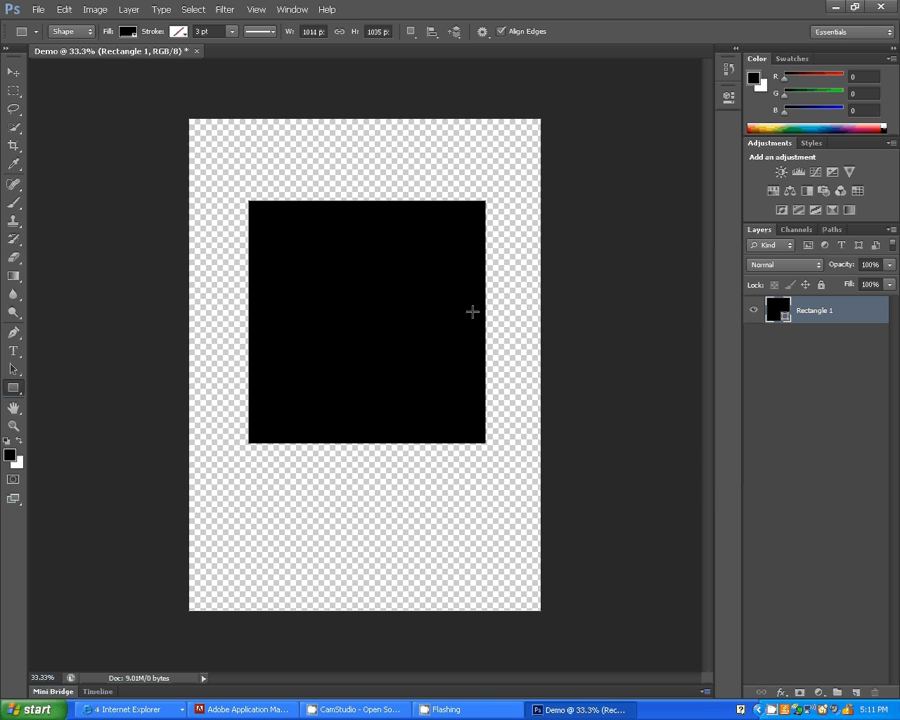 Ps File Edit Image Layer Type Select Filter View Window Help
Shape Fill: Stroke: 3 pt W: 1011 p: H: 1035 p: Align Edges Essentials
Demo @ 33.3% (Rectangle 1, RGB/8) * ×
Color Swatches
R 0
G 0
B 0
Adjustments Styles
Add an adjustment
Layers Channels Paths
Kind T
Normal Opacity: 100%
Lock: Fill: 100%
Rectangle 1
T
33.33% Doc: 9.01M/0 bytes
fx
Mini Bridge Timeline
start 4 Internet Explorer Adobe Application Ma... CamStudio - Open So... Flashing Ps Demo @ 33.3% (Rec... ? 5:11 PM